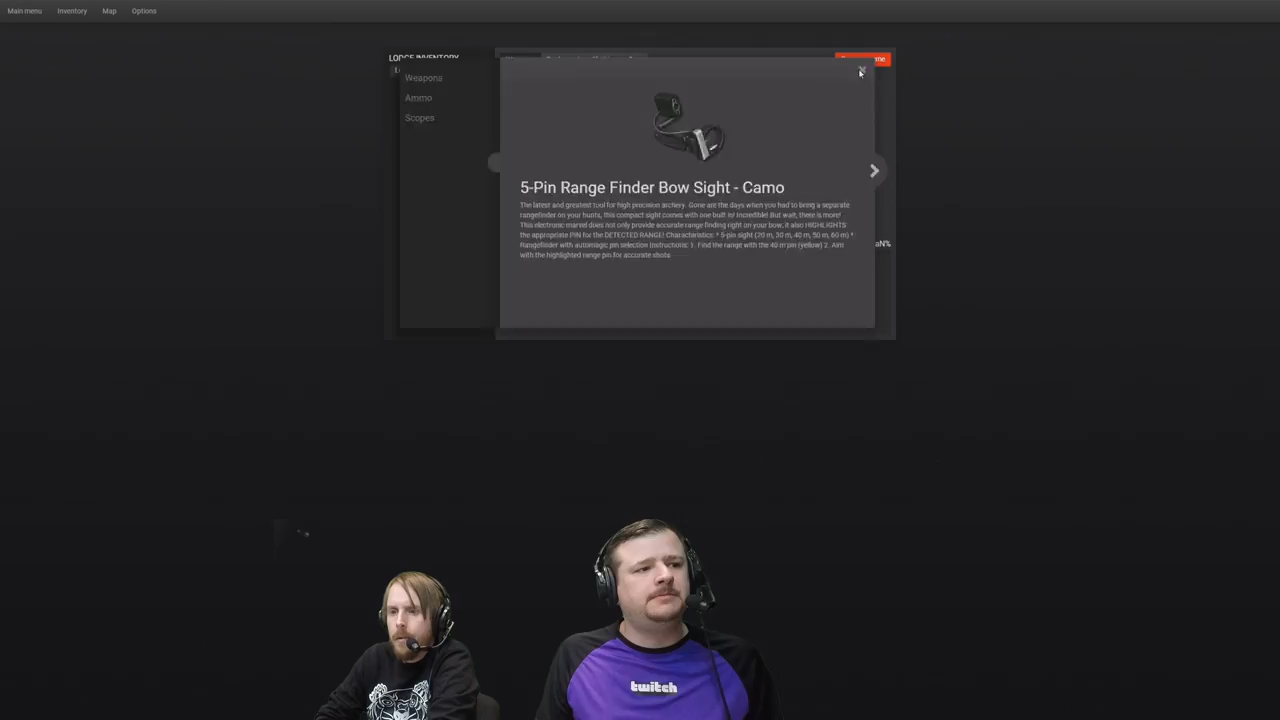 Main menu
Inventory
Map
Options
LODGE INVENTORY
Weapons
Ammo
Scopes
5-Pin Range Finder Bow Sight - Camo
The latest and greatest tool for high precision archery. Gone are the days when you had to bring a separate
rangefinder on your hunts, this compact sight comes with one built in! Incredible! But wait, there is more!
This electronic marvel does not only provide accurate range finding right on your bow, it also HIGHLIGHTS
the appropriate PIN for the DETECTED RANGE! Characteristics: * 5-pin sight (20 m, 30 m, 40 m, 50 m, 60 m) *
Rangefinder with automagic pin selection Instructions: 1. Find the range with the 40 m pin (yellow) 2. Aim
with the highlighted range pin for accurate shots
aN%
twitch